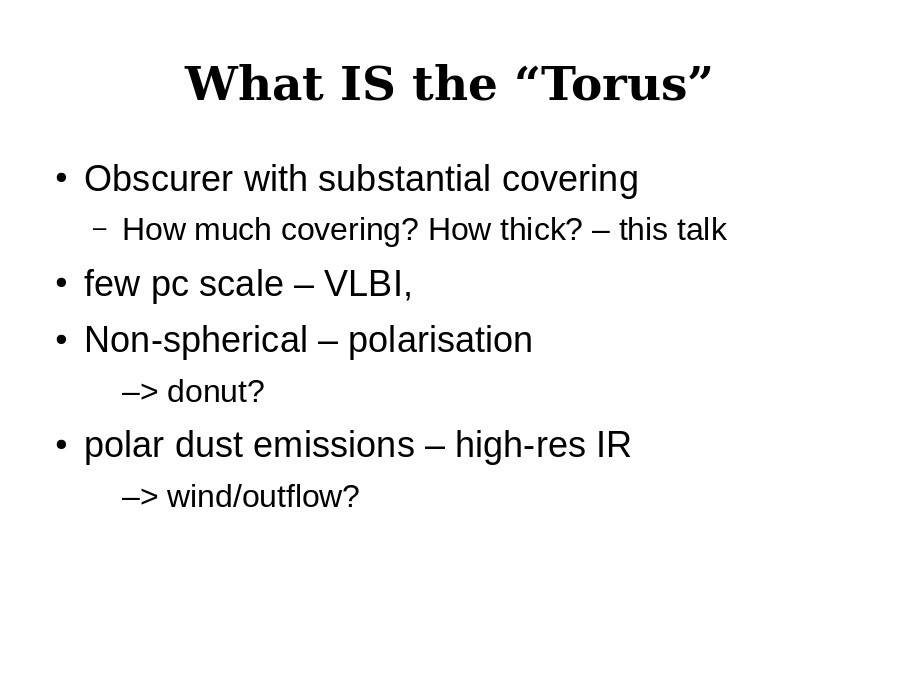 What IS the “Torus”
• Obscurer with substantial covering
– How much covering? How thick? – this talk
• few pc scale – VLBI,
• Non-spherical – polarisation
–> donut?
• polar dust emissions – high-res IR
–> wind/outflow?